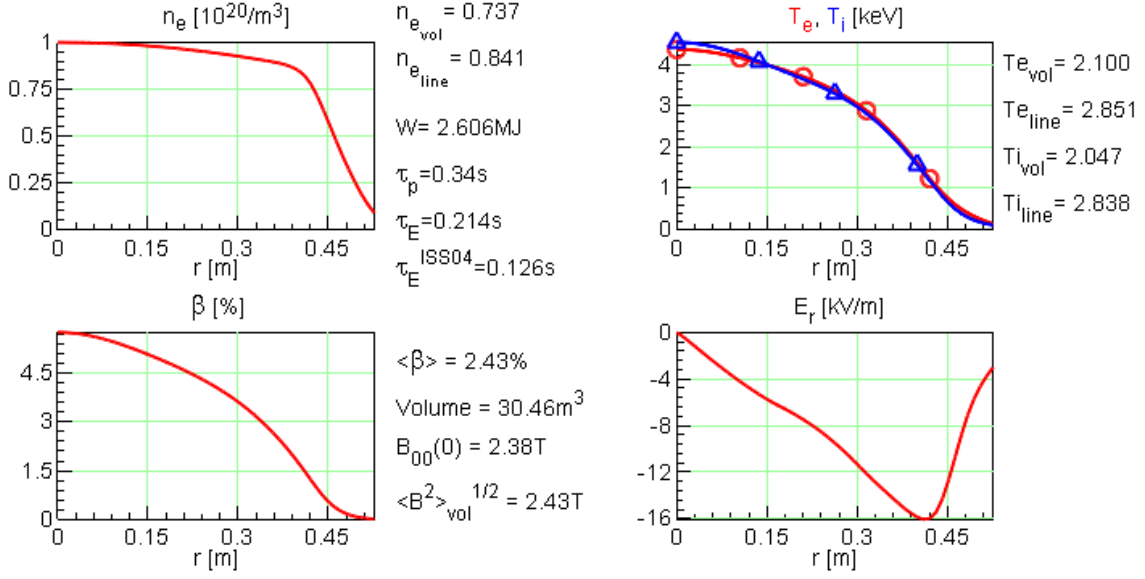 n_e [10^20/m^3]
1
0.75
0.5
0.25
0
0 0.15 0.3 0.45
r [m]
n_e_vol = 0.737
n_e_line = 0.841
W= 2.606MJ
τ_p=0.34s
τ_E=0.214s
τ_E^ISS04=0.126s
T_e, T_i [keV]
4
3
2
1
0
0 0.15 0.3 0.45
r [m]
Te_vol= 2.100
Te_line= 2.851
Ti_vol= 2.047
Ti_line= 2.838
β [%]
4.5
3
1.5
0
0 0.15 0.3 0.45
r [m]
<β> = 2.43%
Volume = 30.46m^3
B_00(0) = 2.38T
<B^2>_vol^1/2 = 2.43T
E_r [kV/m]
0
-4
-8
-12
-16
0 0.15 0.3 0.45
r [m]